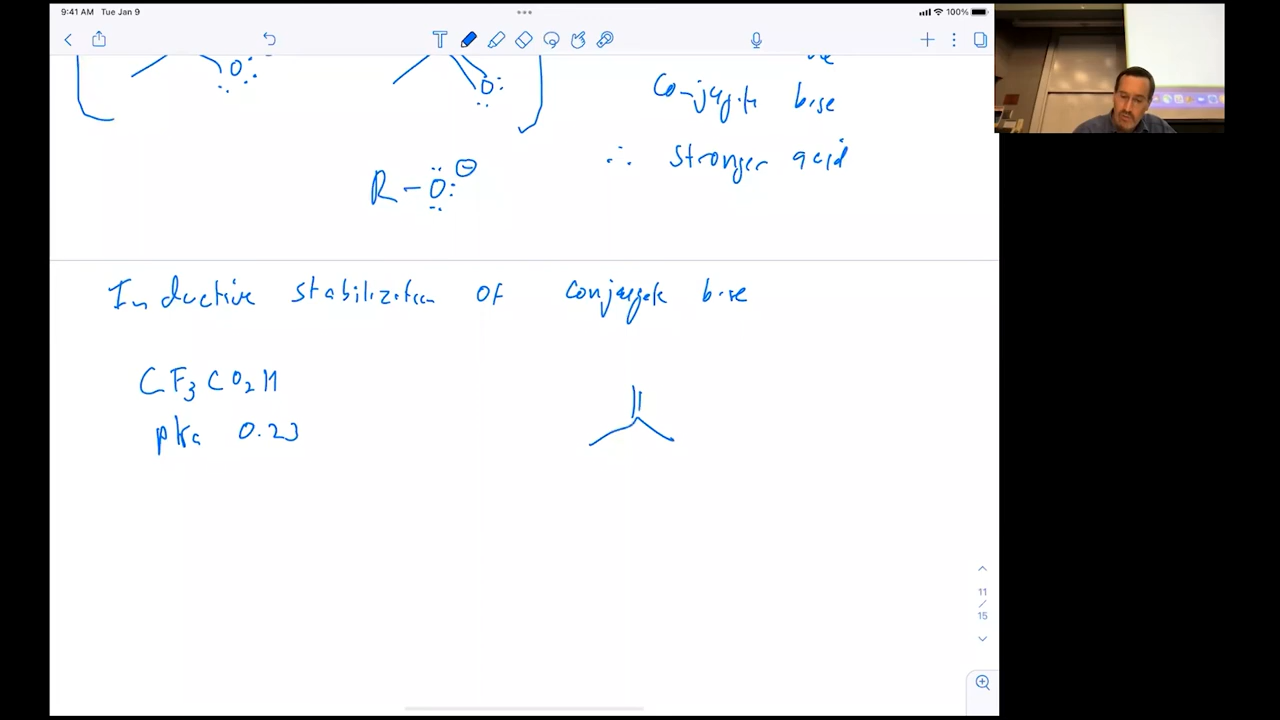 9:41 AM Tue Jan 9
100%
T
O:
O:
Conjugate base
∴ stronger acid
R–O:⊖
Inductive stabilization of conjugate base
CF₃CO₂H
pKa 0.23
11
/
15